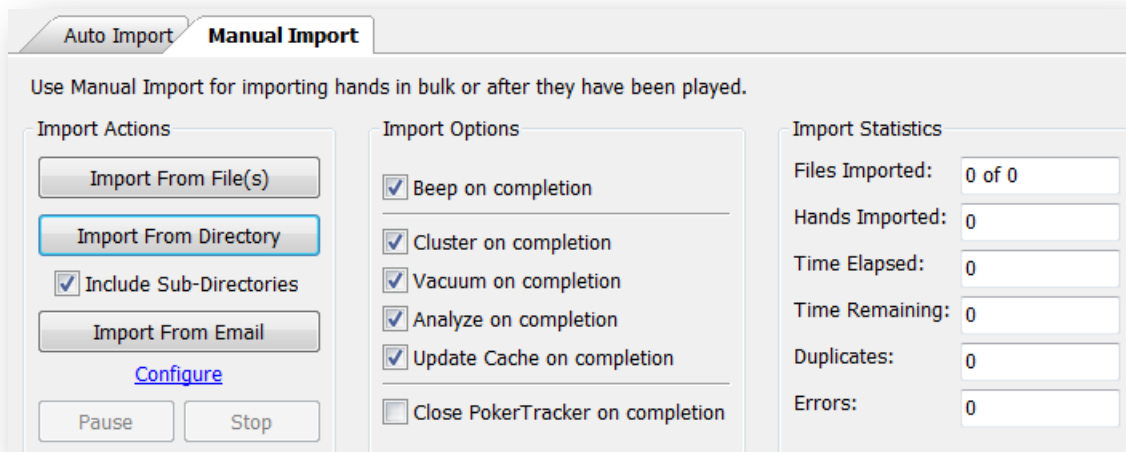 Auto Import
Manual Import
Use Manual Import for importing hands in bulk or after they have been played.
Import Actions
Import From File(s)
Import From Directory
Include Sub-Directories
Import From Email
Configure
Pause
Stop
Import Options
Beep on completion
Cluster on completion
Vacuum on completion
Analyze on completion
Update Cache on completion
Close PokerTracker on completion
Import Statistics
Files Imported: 0 of 0
Hands Imported: 0
Time Elapsed: 0
Time Remaining: 0
Duplicates: 0
Errors: 0